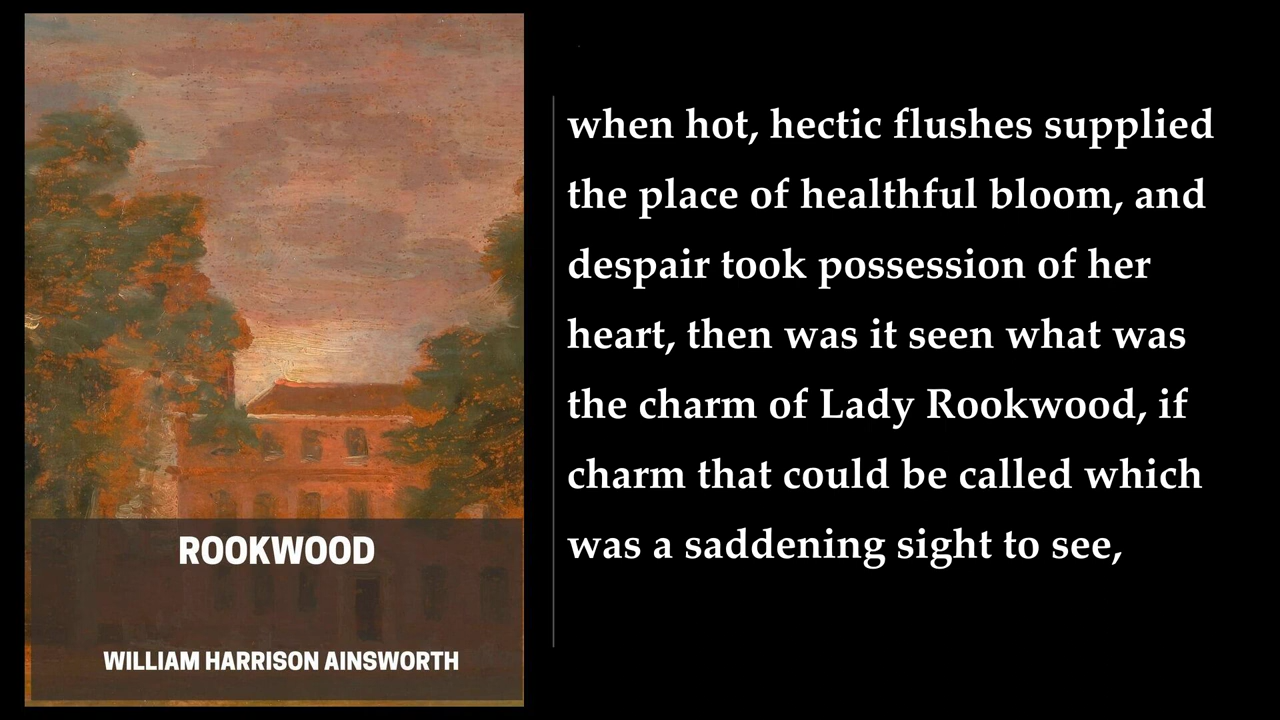 ROOKWOOD
WILLIAM HARRISON AINSWORTH
when hot, hectic flushes supplied
the place of healthful bloom, and
despair took possession of her
heart, then was it seen what was
the charm of Lady Rookwood, if
charm that could be called which
was a saddening sight to see,